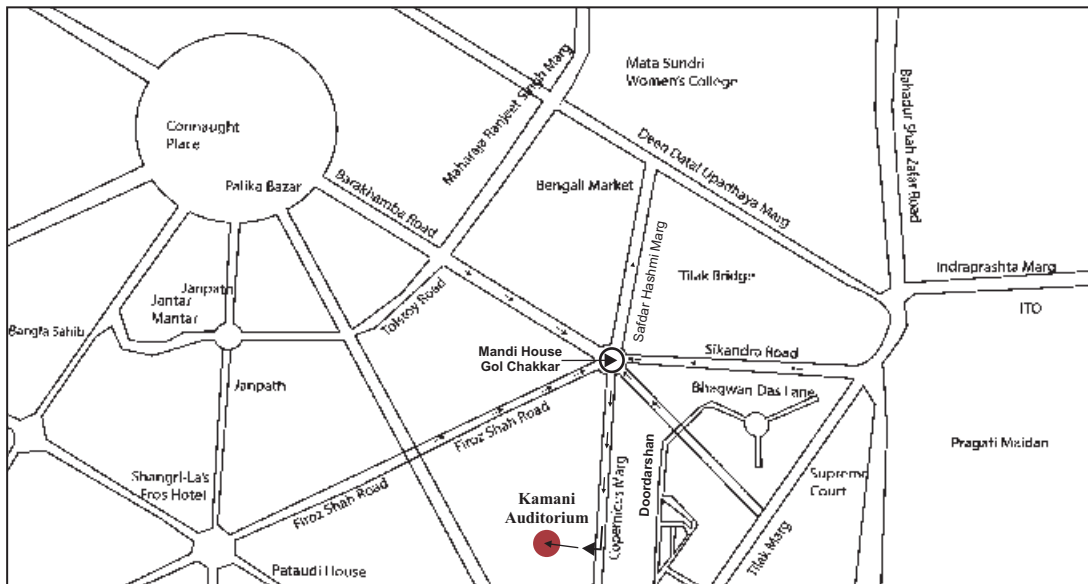 Mata Sundri
Women's College
Maharaja Ranjeet Singh Marg
Bahadur Shah Zafar Road
Connaught
Place
Deen Datal Upadhaya Marg
Palika Bazar
Bengali Market
Barakhamba Road
Safdar Hashmi Marg
Tilak Bridge
Indraprashta Marg
ITO
Janpath
Jantar
Mantar
Tolstoy Road
Bangla Sahib
Mandi House
Gol Chakkar
Sikandra Road
Janpath
Bhagwan Das Lane
Firoz Shah Road
Pragati Maidan
Shangri-La's
Eros Hotel
Supreme
Court
Firoz Shah Road
Kamani
Auditorium
Copernicus Marg
Doordarshan
Tilak Marg
Pataudi House